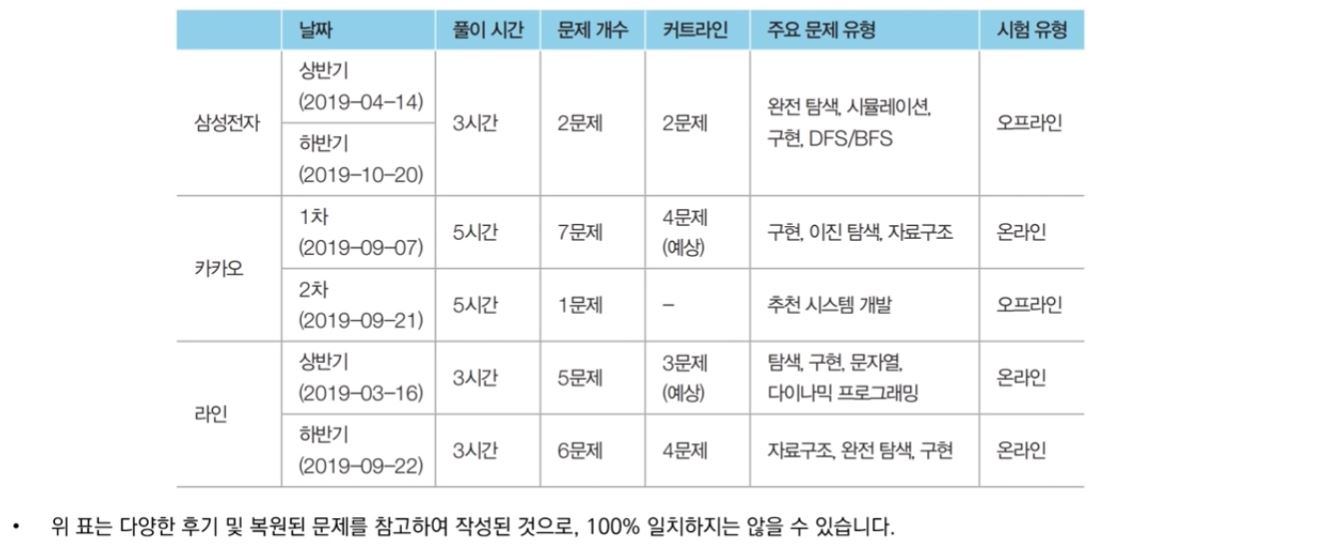 날짜 풀이 시간 문제 개수 커트라인 주요 문제 유형 시험 유형
삼성전자
상반기
(2019-04-14)
하반기
(2019-10-20)
3시간
2문제
2문제
완전 탐색, 시뮬레이션,
구현, DFS/BFS
오프라인
카카오
1차
(2019-09-07)
5시간
7문제
4문제
(예상)
구현, 이진 탐색, 자료구조
온라인
2차
(2019-09-21)
5시간
1문제
–
추천 시스템 개발
오프라인
라인
상반기
(2019-03-16)
3시간
5문제
3문제
(예상)
탐색, 구현, 문자열,
다이나믹 프로그래밍
온라인
하반기
(2019-09-22)
3시간
6문제
4문제
자료구조, 완전 탐색, 구현
온라인
• 위 표는 다양한 후기 및 복원된 문제를 참고하여 작성된 것으로, 100% 일치하지는 않을 수 있습니다.